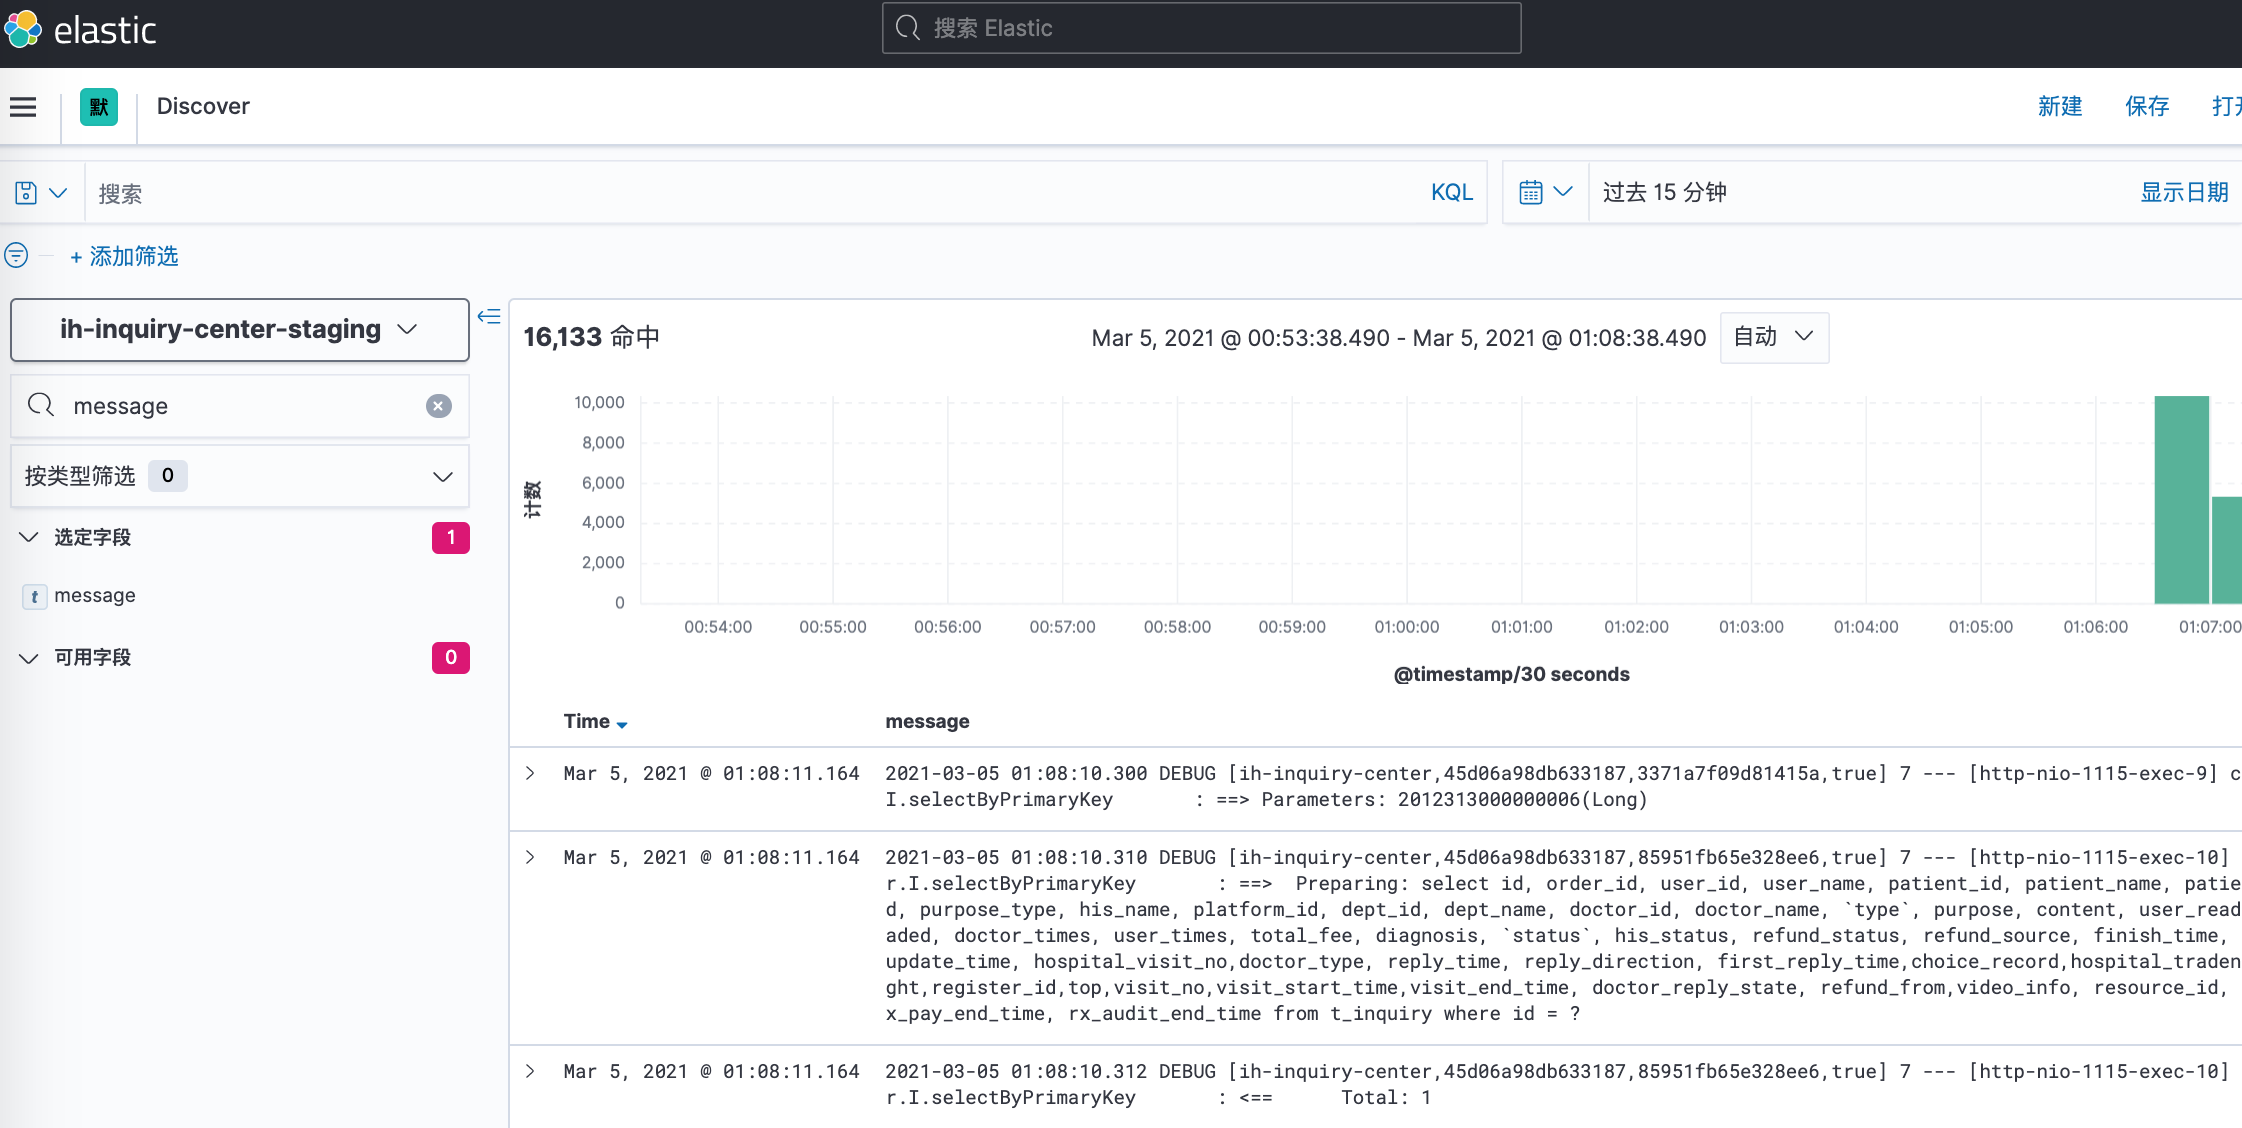 elastic
搜索 Elastic
默
Discover
新建
保存
打开
搜索
KQL
过去 15 分钟
显示日期
+ 添加筛选
ih-inquiry-center-staging
16,133 命中
Mar 5, 2021 @ 00:53:38.490 - Mar 5, 2021 @ 01:08:38.490
自动
message
按类型筛选 0
选定字段 1
t message
可用字段 0
计数
10,000
8,000
6,000
4,000
2,000
0
00:54:00 00:55:00 00:56:00 00:57:00 00:58:00 00:59:00 01:00:00 01:01:00 01:02:00 01:03:00 01:04:00 01:05:00 01:06:00 01:07:00
@timestamp/30 seconds
Time message
Mar 5, 2021 @ 01:08:11.164 2021-03-05 01:08:10.300 DEBUG [ih-inquiry-center,45d06a98db633187,3371a7f09d81415a,true] 7 --- [http-nio-1115-exec-9] c
I.selectByPrimaryKey : ==> Parameters: 2012313000000006(Long)
Mar 5, 2021 @ 01:08:11.164 2021-03-05 01:08:10.310 DEBUG [ih-inquiry-center,45d06a98db633187,85951fb65e328ee6,true] 7 --- [http-nio-1115-exec-10]
r.I.selectByPrimaryKey : ==> Preparing: select id, order_id, user_id, user_name, patient_id, patient_name, patie
d, purpose_type, his_name, platform_id, dept_id, dept_name, doctor_id, doctor_name, `type`, purpose, content, user_read
aded, doctor_times, user_times, total_fee, diagnosis, `status`, his_status, refund_status, refund_source, finish_time,
update_time, hospital_visit_no,doctor_type, reply_time, reply_direction, first_reply_time,choice_record,hospital_traden
ght,register_id,top,visit_no,visit_start_time,visit_end_time, doctor_reply_state, refund_from,video_info, resource_id,
x_pay_end_time, rx_audit_end_time from t_inquiry where id = ?
Mar 5, 2021 @ 01:08:11.164 2021-03-05 01:08:10.312 DEBUG [ih-inquiry-center,45d06a98db633187,85951fb65e328ee6,true] 7 --- [http-nio-1115-exec-10]
r.I.selectByPrimaryKey : <== Total: 1